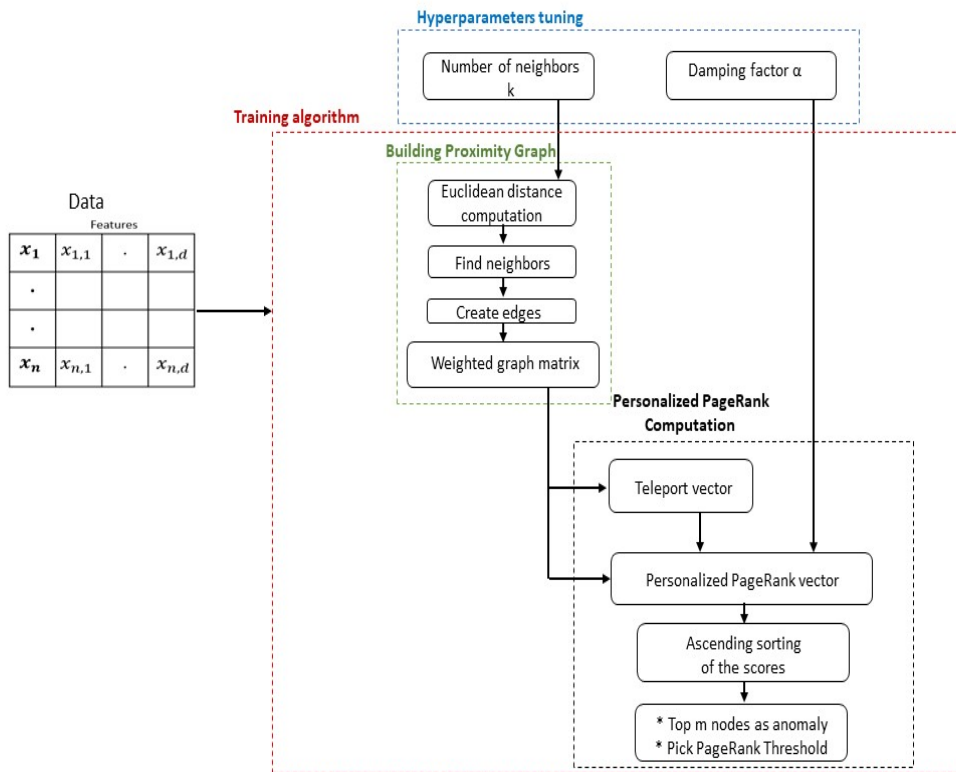 Hyperparameters tuning
Number of neighbors
k
Damping factor α
Training algorithm
Building Proximity Graph
Euclidean distance
computation
Find neighbors
Create edges
Weighted graph matrix
Data
Features
x₁ x₁,₁ . x₁,d
.
.
xₙ xₙ,₁ . xₙ,d
Personalized PageRank
Computation
Teleport vector
Personalized PageRank vector
Ascending sorting
of the scores
* Top m nodes as anomaly
* Pick PageRank Threshold